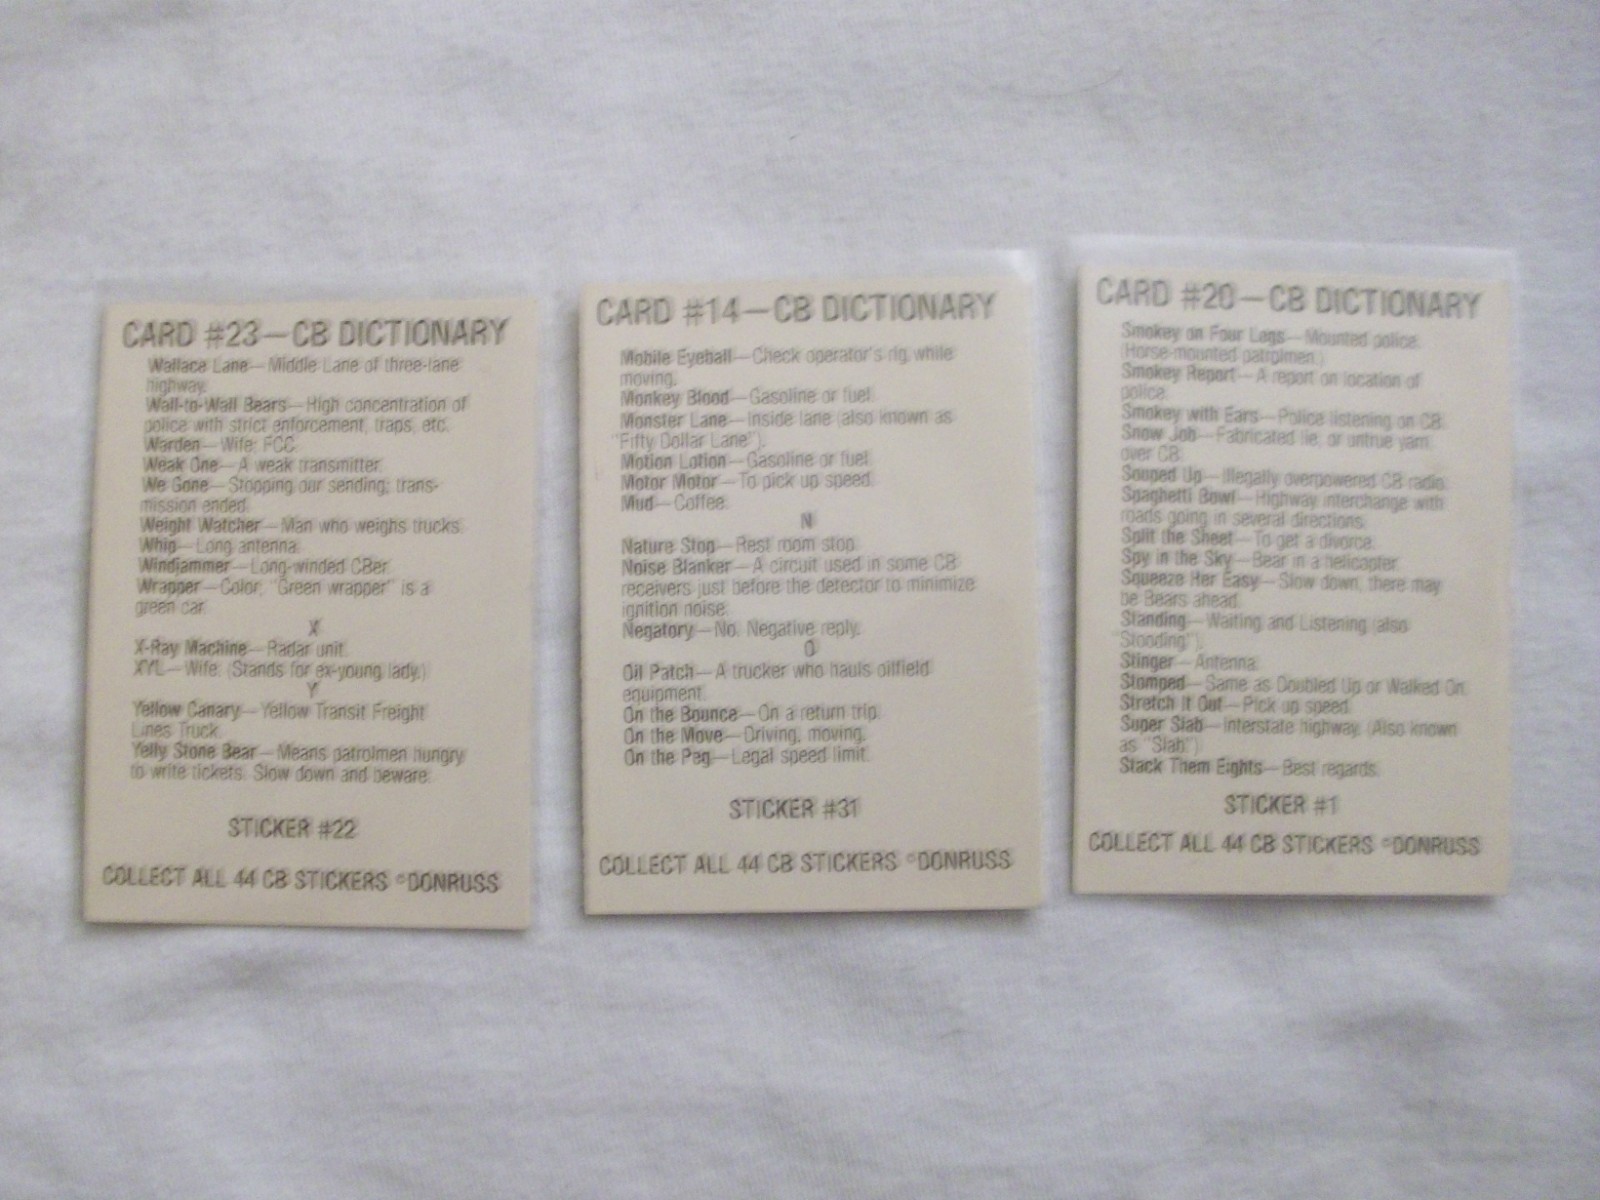 CARD #23—CB DICTIONARY
Wallace Lane—Middle Lane of three-lane
highway.
Wall-to-Wall Bears—High concentration of
police with strict enforcement, traps, etc.
Warden—Wife; FCC.
Weak One—A weak transmitter.
We Gone—Stopping our sending; trans-
mission ended.
Weight Watcher—Man who weighs trucks.
Whip—Long antenna.
Windjammer—Long-winded CBer.
Wrapper—Color; "Green wrapper" is a
green car.
X
X-Ray Machine—Radar unit.
XYL—Wife. (Stands for ex-young lady.)
Y
Yellow Canary—Yellow Transit Freight
Lines Truck.
Yelly Stone Bear—Means patrolmen hungry
to write tickets. Slow down and beware.
STICKER #22
COLLECT ALL 44 CB STICKERS ©DONRUSS
CARD #14—CB DICTIONARY
Mobile Eyeball—Check operator's rig while
moving.
Monkey Blood—Gasoline or fuel.
Monster Lane—Inside lane (also known as
"Fifty Dollar Lane").
Motion Lotion—Gasoline or fuel.
Motor Motor—To pick up speed.
Mud—Coffee.
N
Nature Stop—Rest room stop.
Noise Blanker—A circuit used in some CB
receivers just before the detector to minimize
ignition noise.
Negatory—No. Negative reply.
O
Oil Patch—A trucker who hauls oilfield
equipment.
On the Bounce—On a return trip.
On the Move—Driving, moving.
On the Peg—Legal speed limit.
STICKER #31
COLLECT ALL 44 CB STICKERS ©DONRUSS
CARD #20—CB DICTIONARY
Smokey on Four Legs—Mounted police.
(Horse-mounted patrolmen.)
Smokey Report—A report on location of
police.
Smokey with Ears—Police listening on CB.
Snow Job—Fabricated lie, or untrue yarn
over CB.
Souped Up—Illegally overpowered CB radio.
Spaghetti Bowl—Highway interchange with
roads going in several directions.
Split the Sheet—To get a divorce.
Spy in the Sky—Bear in a helicopter.
Squeeze Her Easy—Slow down, there may
be Bears ahead.
Standing—Waiting and Listening (also
"Stooding").
Stinger—Antenna.
Stomped—Same as Doubled Up or Walked On.
Stretch It Out—Pick up speed.
Super Slab—Interstate highway. (Also known
as "Slab")
Stack Them Eights—Best regards.
STICKER #1
COLLECT ALL 44 CB STICKERS ©DONRUSS